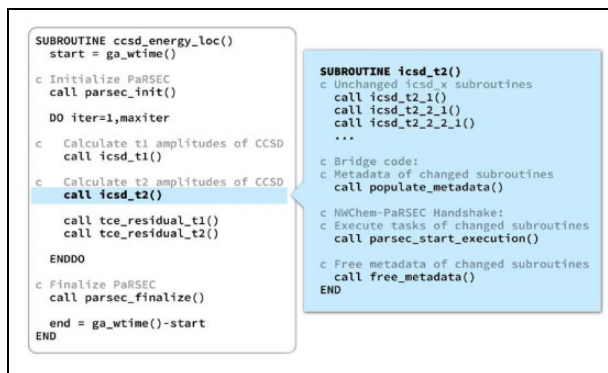 SUBROUTINE ccsd_energy_loc()
start = ga_wtime()
c Initialize PaRSEC
call parsec_init()
DO iter=1,maxiter
c Calculate t1 amplitudes of CCSD
call icsd_t1()
c Calculate t2 amplitudes of CCSD
call icsd_t2()
call tce_residual_t1()
call tce_residual_t2()
ENDDO
c Finalize PaRSEC
call parsec_finalize()
end = ga_wtime()-start
END
SUBROUTINE icsd_t2()
c Unchanged icsd_x subroutines
call icsd_t2_1()
call icsd_t2_2_1()
call icsd_t2_2_2_1()
...
c Bridge code:
c Metadata of changed subroutines
call populate_metadata()
c NWChem-PaRSEC Handshake:
c Execute tasks of changed subroutines
call parsec_start_execution()
c Free metadata of changed subroutines
call free_metadata()
END